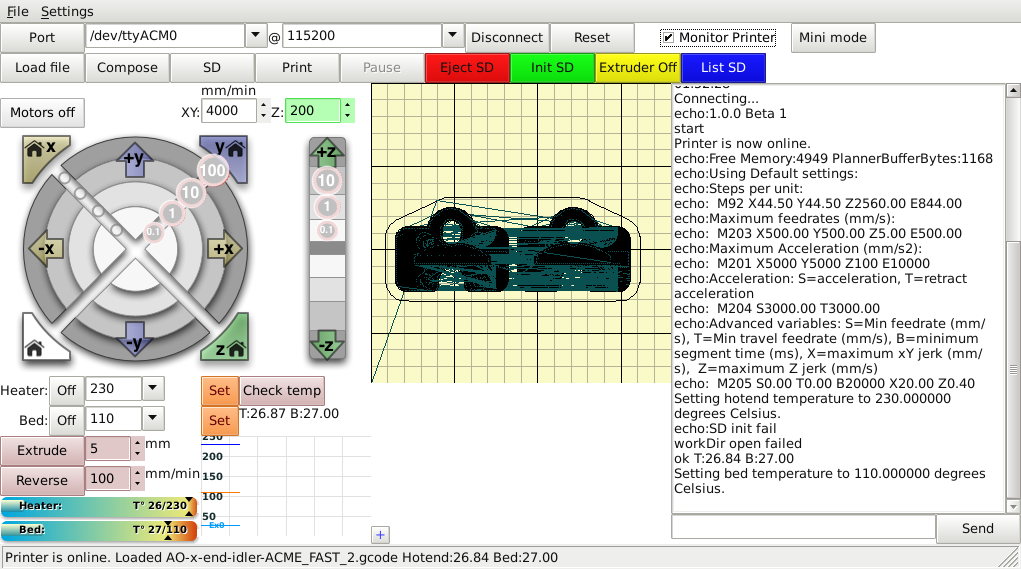 File Settings
Port /dev/ttyACM0 @ 115200 Disconnect Reset Monitor Printer Mini mode
Load file Compose SD Print Pause Eject SD Init SD Extruder Off List SD
mm/min
Motors off XY: 4000 Z: 200
x +y y 100 +z
10 10
1 1
0.1 0.1
-x +x
-y z -z
Heater: Off 230 Set Check temp
Bed: Off 110 Set T:26.87 B:27.00
Extrude 5 mm
Reverse 100 mm/min
Heater: T° 26/230
Bed: T° 27/110
250
200
150
100
50
Ex0
+
Connecting...
echo:1.0.0 Beta 1
start
Printer is now online.
echo:Free Memory:4949 PlannerBufferBytes:1168
echo:Using Default settings:
echo:Steps per unit:
echo:  M92 X44.50 Y44.50 Z2560.00 E844.00
echo:Maximum feedrates (mm/s):
echo:  M203 X500.00 Y500.00 Z5.00 E500.00
echo:Maximum Acceleration (mm/s2):
echo:  M201 X5000 Y5000 Z100 E10000
echo:Acceleration: S=acceleration, T=retract
acceleration
echo:  M204 S3000.00 T3000.00
echo:Advanced variables: S=Min feedrate (mm/
s), T=Min travel feedrate (mm/s), B=minimum
segment time (ms), X=maximum xY jerk (mm/
s),  Z=maximum Z jerk (mm/s)
echo:  M205 S0.00 T0.00 B20000 X20.00 Z0.40
Setting hotend temperature to 230.000000
degrees Celsius.
echo:SD init fail
workDir open failed
ok T:26.84 B:27.00
Setting bed temperature to 110.000000 degrees
Celsius.
Send
Printer is online. Loaded AO-x-end-idler-ACME_FAST_2.gcode Hotend:26.84 Bed:27.00